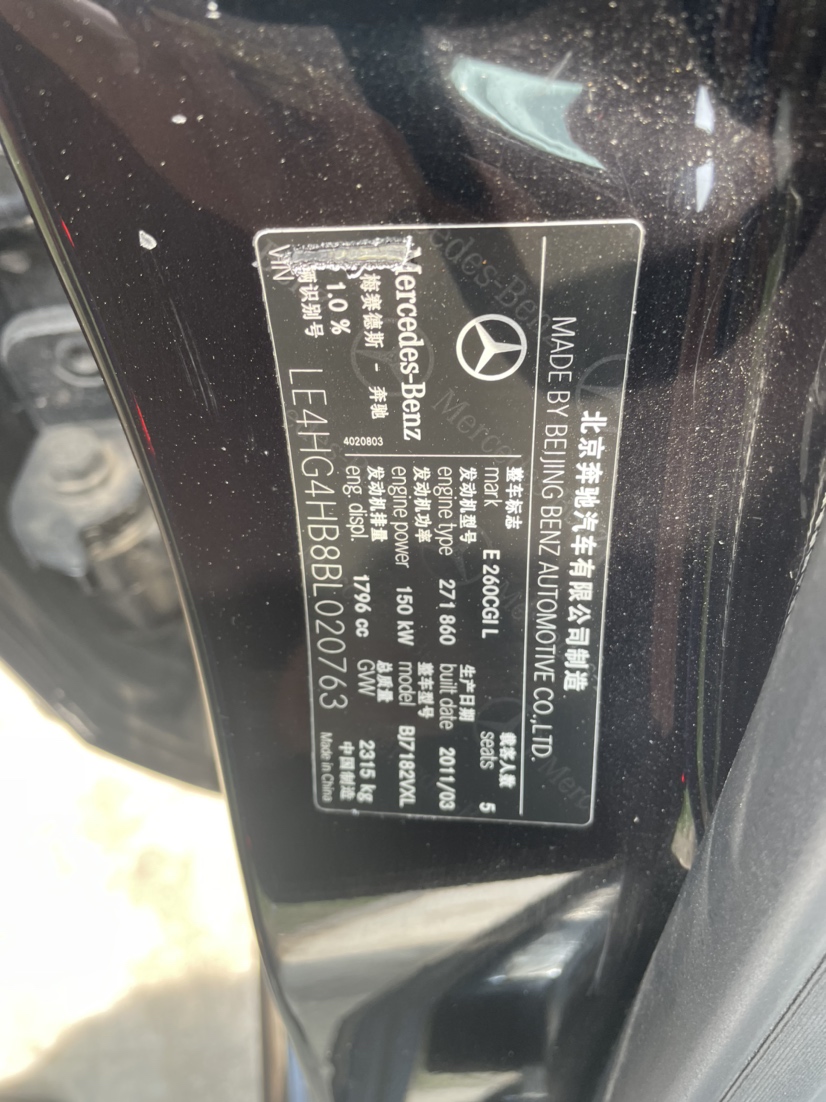 北京奔驰汽车有限公司制造
MADE BY BEIJING BENZ AUTOMOTIVE CO.,LTD.
Mercedes-Benz
梅赛德斯 - 奔驰
4020803
整车标志
mark E 260CGI L
载客人数
seats 5
发动机型号
engine type 271 860
生产日期
built date 2011/03
发动机功率
engine power 150 kW
整车型号
model BJ7182VXL
发动机排量
eng. displ. 1796 cc
总质量
GVW 2315 kg
1.0 %
辆识别号
VIN LE4HG4HB8BL020763
中国制造
Made in China